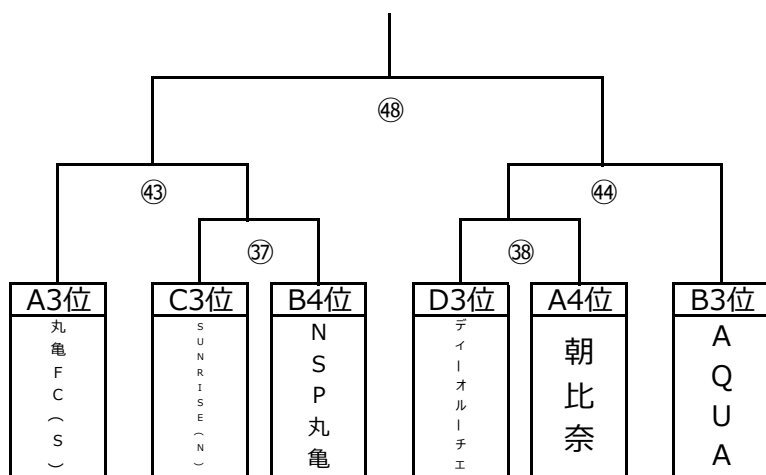 ㊽
㊸
㊹
㊲
㊳
A3位
C3位
B4位
D3位
A4位
B3位
丸亀FC(S)
SUNRISE(N)
NSP丸亀
ディーオルーチェ
朝比奈
AQUA